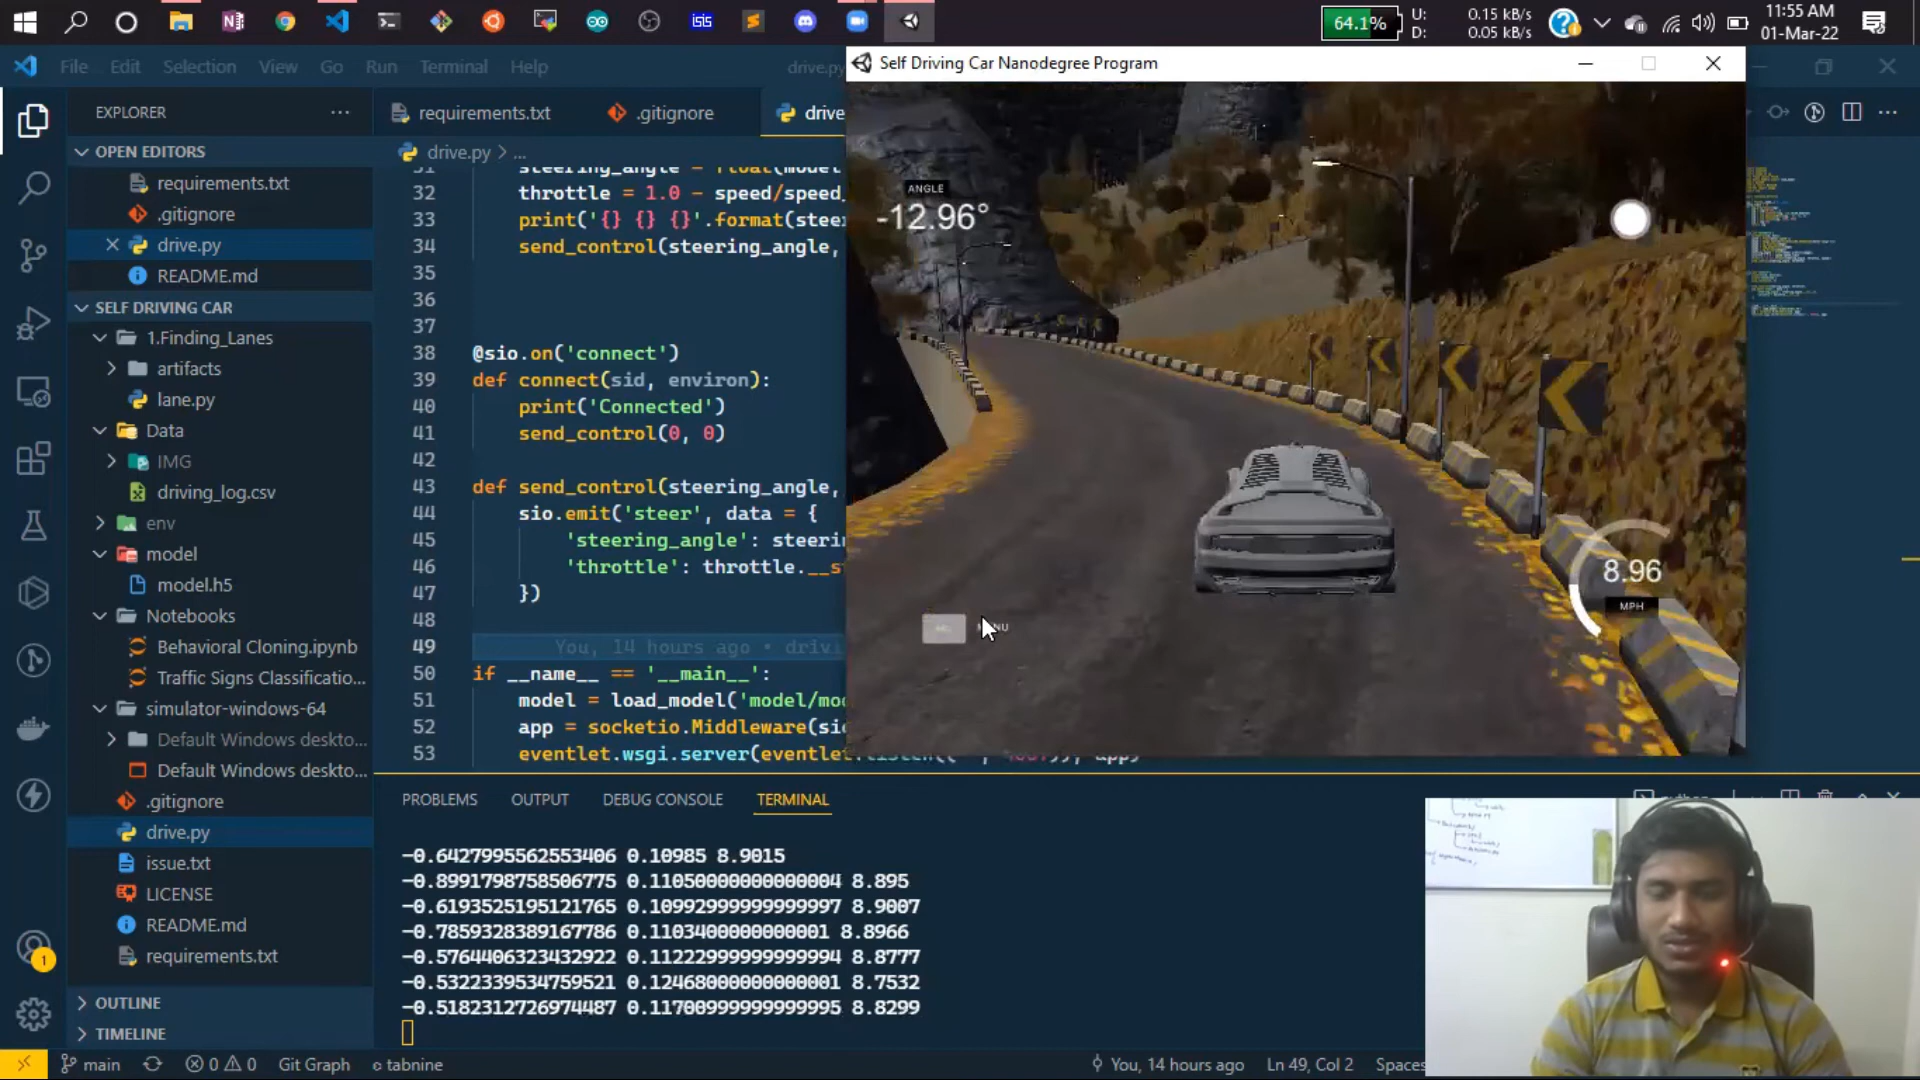 64.1%
U:
D:
0.15 kB/s
0.05 kB/s
11:55 AM
01-Mar-22
File Edit Selection View Go Run Terminal Help
drive.py
Self Driving Car Nanodegree Program
EXPLORER
OPEN EDITORS
requirements.txt
.gitignore
drive.py
README.md
SELF DRIVING CAR
1.Finding_Lanes
artifacts
lane.py
Data
IMG
driving_log.csv
env
model
model.h5
Notebooks
Behavioral Cloning.ipynb
Traffic Signs Classificatio...
simulator-windows-64
Default Windows deskto...
Default Windows deskto...
.gitignore
drive.py
issue.txt
LICENSE
README.md
requirements.txt
OUTLINE
TIMELINE
requirements.txt
.gitignore
drive
drive.py > ...
steering_angle = float(model
32 throttle = 1.0 - speed/speed_
33 print('{} {} {}'.format(steer
34 send_control(steering_angle,
35
36
37
38 @sio.on('connect')
39 def connect(sid, environ):
40 print('Connected')
41 send_control(0, 0)
42
43 def send_control(steering_angle,
44 sio.emit('steer', data = {
45 'steering_angle': steerin
46 'throttle': throttle.__s
47 })
48
49 You, 14 hours ago • driv
50 if __name__ == '__main__':
51 model = load_model('model/mo
52 app = socketio.Middleware(si
53 eventlet.wsgi.server(eventlet.listen(
ANGLE
-12.96°
8.96
MPH
PROBLEMS OUTPUT DEBUG CONSOLE TERMINAL
-0.6427995562553406 0.10985 8.9015
-0.8991798758506775 0.11050000000000004 8.895
-0.6193525195121765 0.10992999999999997 8.9007
-0.7859328389167786 0.11034000000000001 8.8966
-0.5764406323432922 0.11222999999999994 8.8777
-0.5322339534759521 0.12468000000000001 8.7532
-0.5182312726974487 0.11700999999999995 8.8299
main
0 0
Git Graph
tabnine
You, 14 hours ago
Ln 49, Col 2
Spaces
1